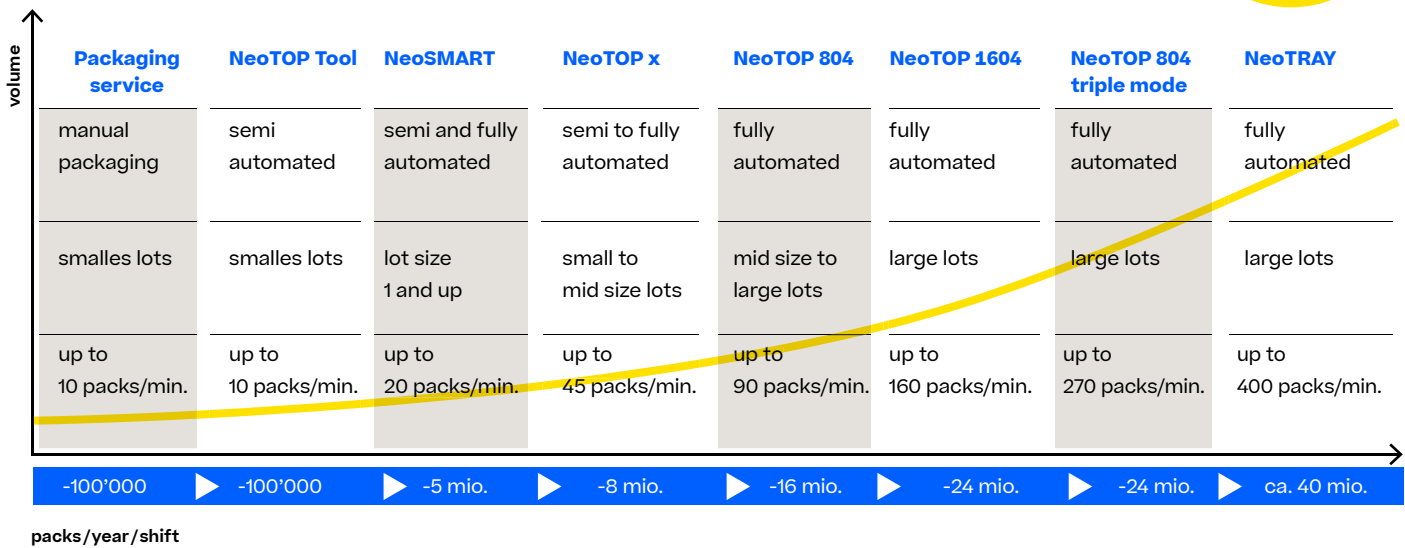 volume
Packaging
service
NeoTOP Tool
NeoSMART
NeoTOP x
NeoTOP 804
NeoTOP 1604
NeoTOP 804
triple mode
NeoTRAY
manual
packaging
semi
automated
semi and fully
automated
semi to fully
automated
fully
automated
fully
automated
fully
automated
fully
automated
smalles lots
smalles lots
lot size
1 and up
small to
mid size lots
mid size to
large lots
large lots
large lots
large lots
up to
10 packs/min.
up to
10 packs/min.
up to
20 packs/min.
up to
45 packs/min.
up to
90 packs/min.
up to
160 packs/min.
up to
270 packs/min.
up to
400 packs/min.
-100’000
-100’000
-5 mio.
-8 mio.
-16 mio.
-24 mio.
-24 mio.
ca. 40 mio.
packs/year/shift